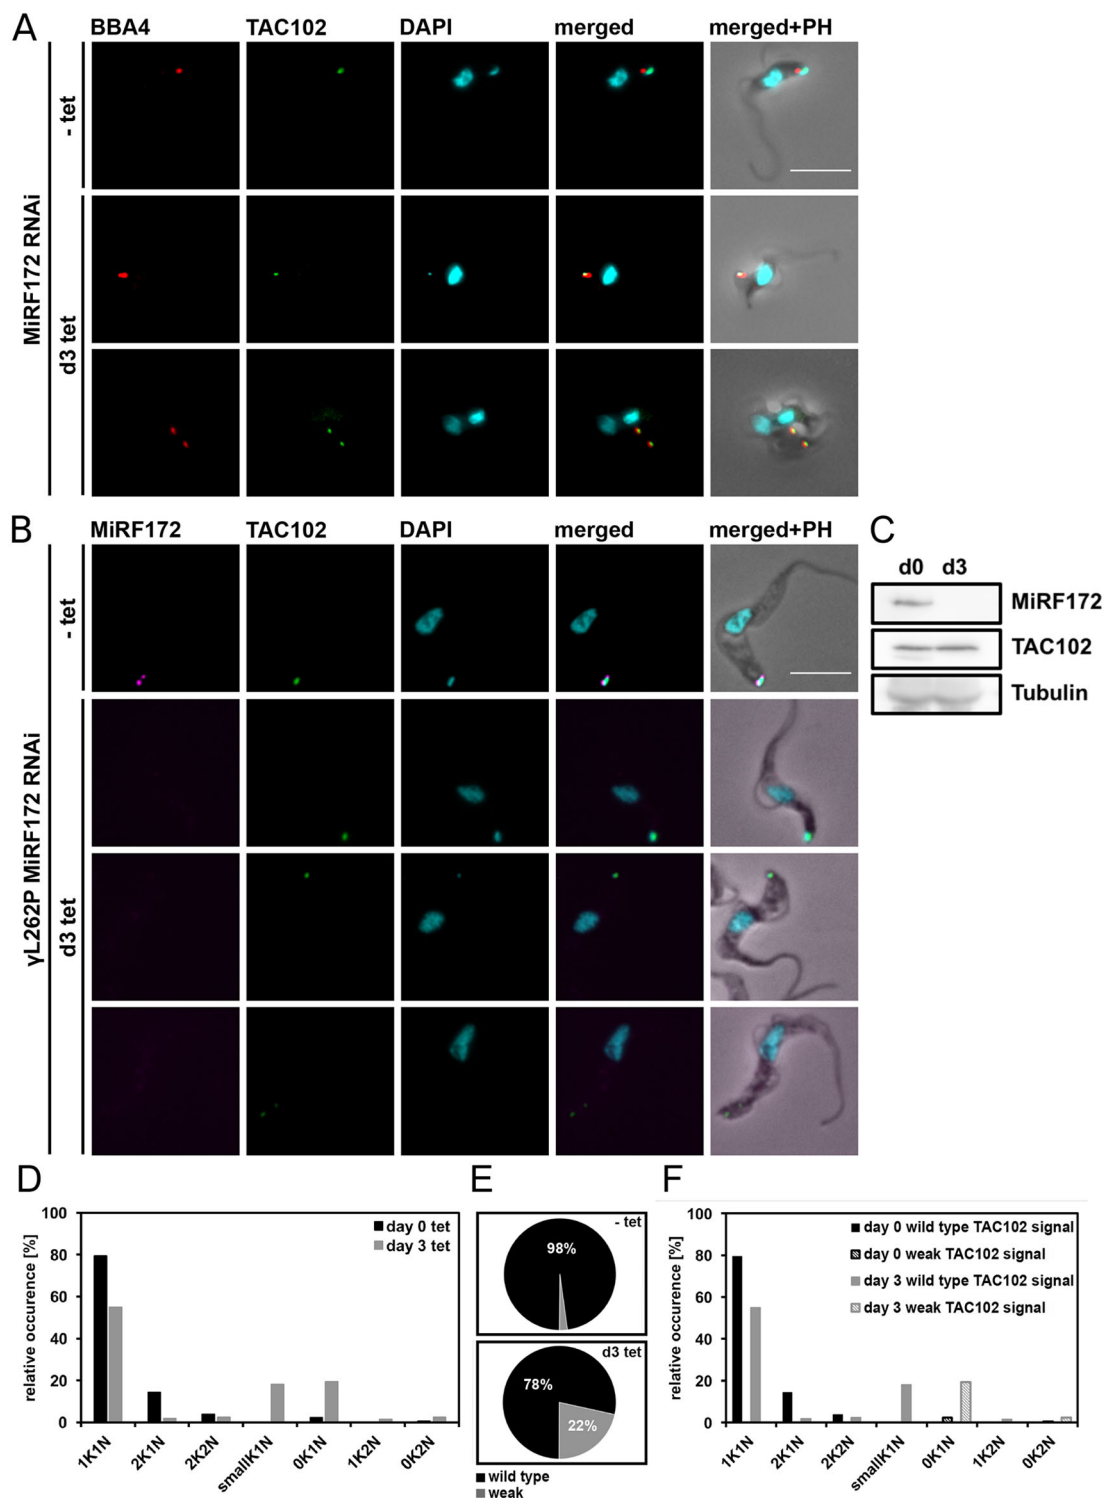 A
BBA4 TAC102 DAPI merged merged+PH
- tet
MiRF172 RNAi
d3 tet
B
MiRF172 TAC102 DAPI merged merged+PH
- tet
γL262P MiRF172 RNAi
d3 tet
C
d0 d3
MiRF172
TAC102
Tubulin
D
relative occurence [%]
100
80
60
40
20
0
day 0 tet
day 3 tet
1K1N 2K1N 2K2N smallK1N 0K1N 1K2N 0K2N
E
- tet
98%
d3 tet
78%
22%
wild type
weak
F
relative occurence [%]
100
80
60
40
20
0
day 0 wild type TAC102 signal
day 0 weak TAC102 signal
day 3 wild type TAC102 signal
day 3 weak TAC102 signal
1K1N 2K1N 2K2N smallK1N 0K1N 1K2N 0K2N